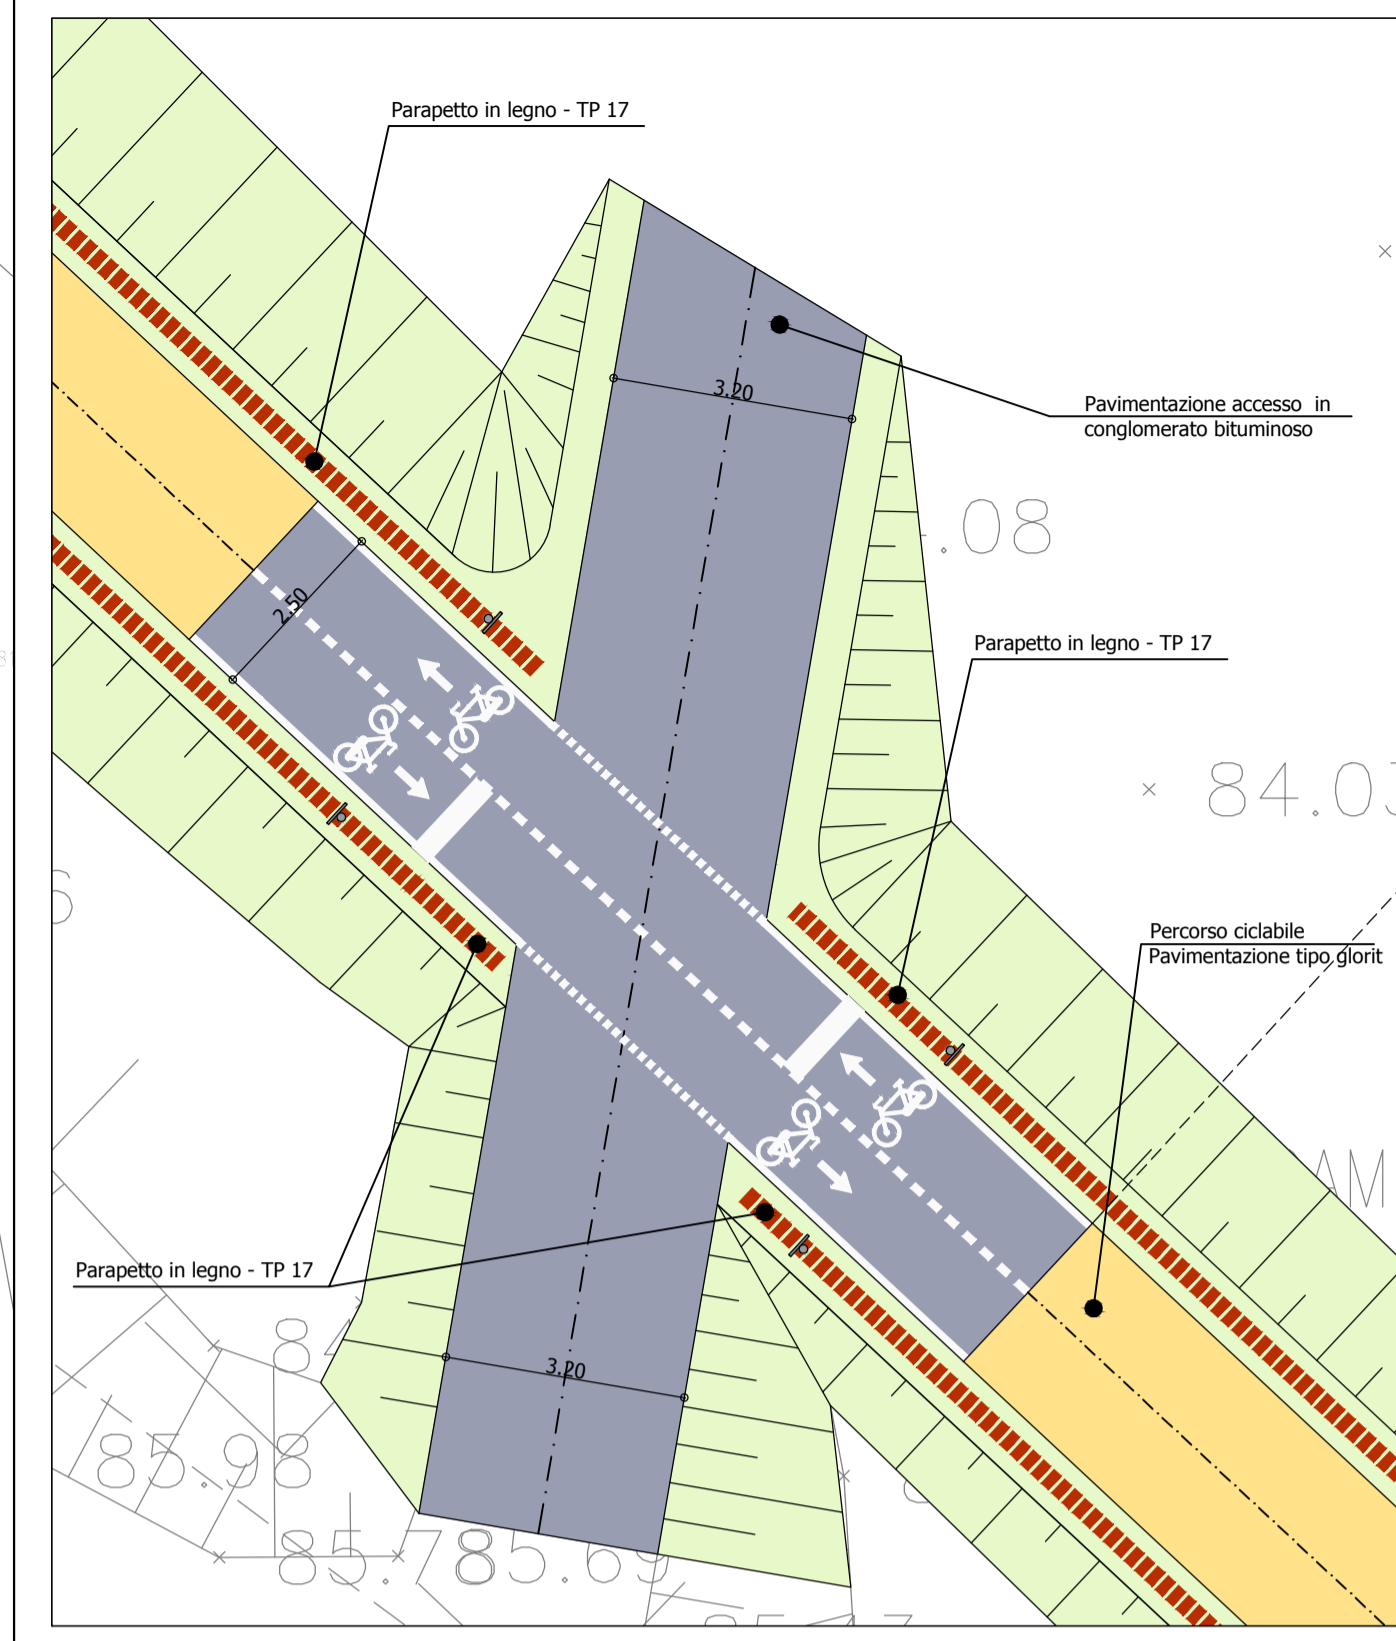 Parapetto in legno - TP 17
3.20
Pavimentazione accesso in
conglomerato bituminoso
.08
2.50
Parapetto in legno - TP 17
84.03
Percorso ciclabile
Pavimentazione tipo glorit
Parapetto in legno - TP 17
3.20
85.98
85.78
85.69